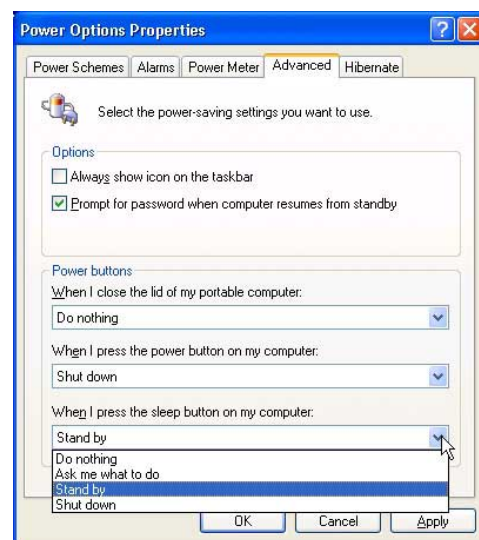 Power Options Properties
Power Schemes Alarms Power Meter Advanced Hibernate
Select the power-saving settings you want to use.
Options
Always show icon on the taskbar
Prompt for password when computer resumes from standby
Power buttons
When I close the lid of my portable computer:
Do nothing
When I press the power button on my computer:
Shut down
When I press the sleep button on my computer:
Stand by
Do nothing
Ask me what to do
Stand by
Shut down
OK Cancel Apply